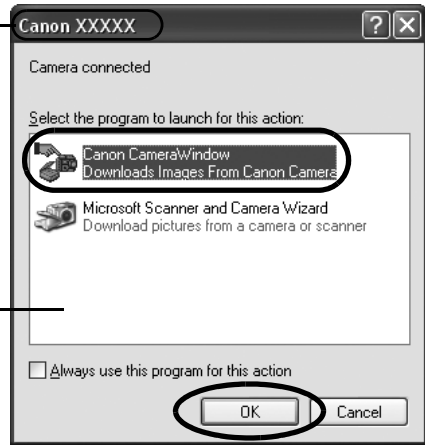 Canon XXXXX
Camera connected
Select the program to launch for this action:
Canon CameraWindow
Downloads Images From Canon Camera
Microsoft Scanner and Camera Wizard
Download pictures from a camera or scanner
Always use this program for this action
OK Cancel